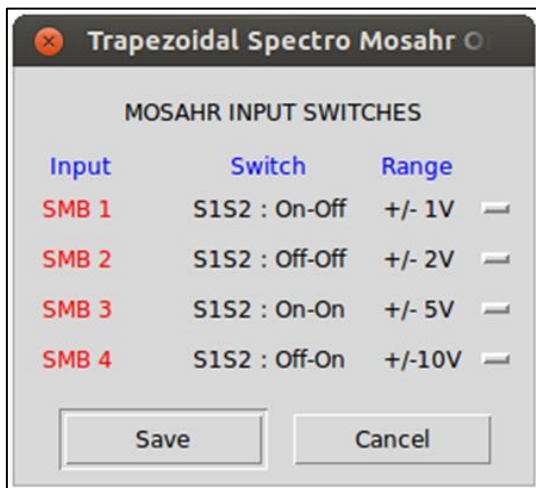 Trapezoidal Spectro Mosahr
MOSAHR INPUT SWITCHES
Input Switch Range
SMB 1 S1S2 : On-Off +/- 1V
SMB 2 S1S2 : Off-Off +/- 2V
SMB 3 S1S2 : On-On +/- 5V
SMB 4 S1S2 : Off-On +/-10V
Save Cancel